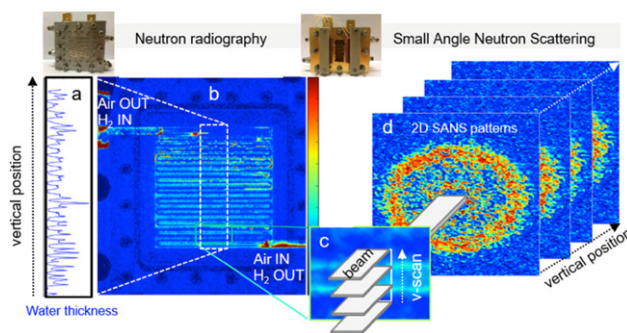 Neutron radiography
Small Angle Neutron Scattering
a
b
Air OUT
H₂ IN
vertical position
Air IN
H₂ OUT
Water thickness
c
beam
v-scan
d
2D SANS patterns
vertical position